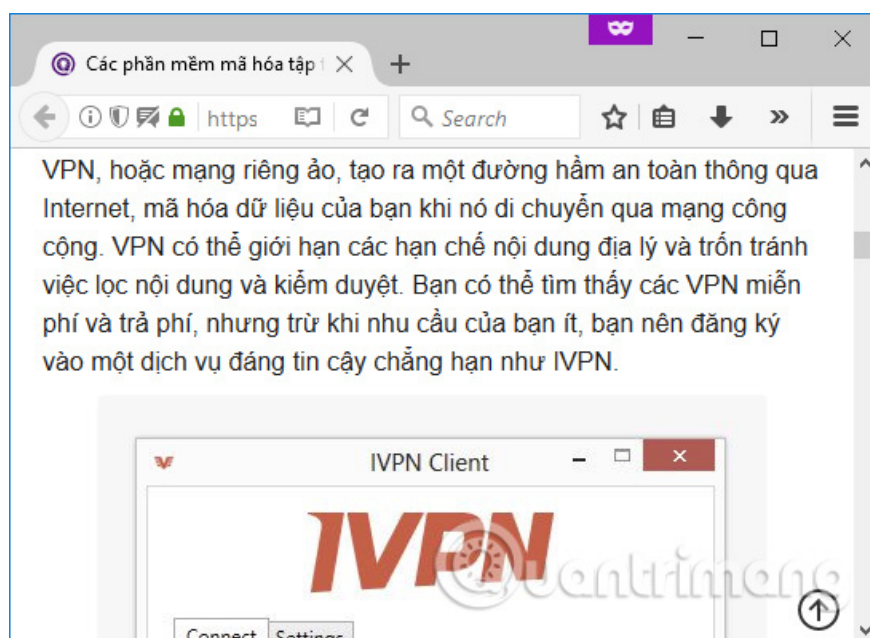 Các phần mềm mã hóa tập
https
Search
VPN, hoặc mạng riêng ảo, tạo ra một đường hầm an toàn thông qua
Internet, mã hóa dữ liệu của bạn khi nó di chuyển qua mạng công
cộng. VPN có thể giới hạn các hạn chế nội dung địa lý và trốn tránh
việc lọc nội dung và kiểm duyệt. Bạn có thể tìm thấy các VPN miễn
phí và trả phí, nhưng trừ khi nhu cầu của bạn ít, bạn nên đăng ký
vào một dịch vụ đáng tin cậy chẳng hạn như IVPN.
IVPN Client
IVPN
Quantrimang
Connect Settings